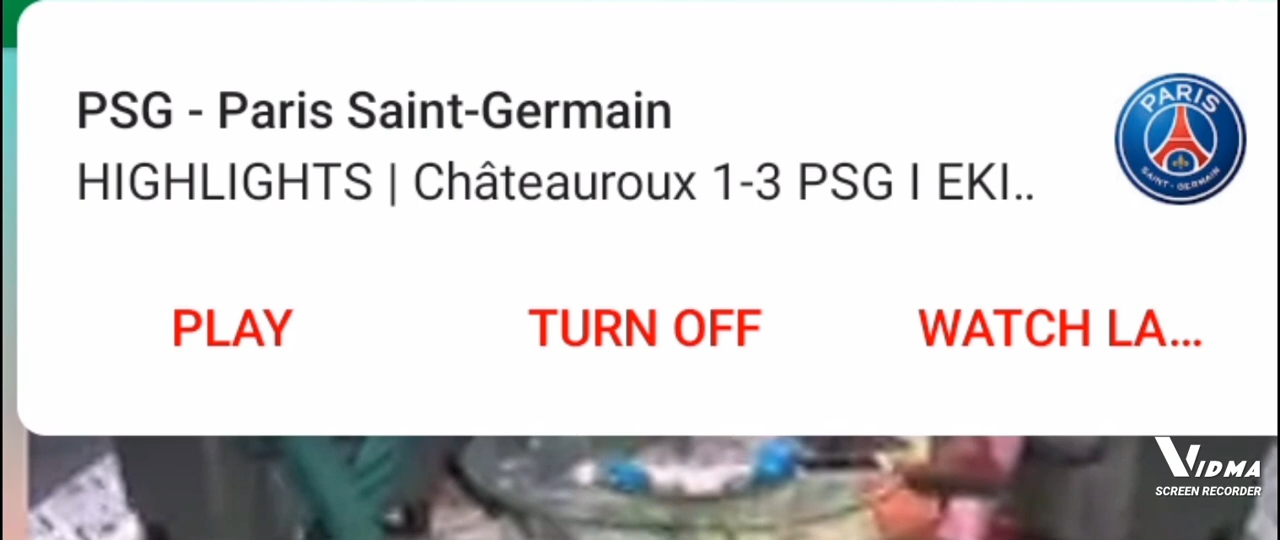 PSG - Paris Saint-Germain
HIGHLIGHTS | Châteauroux 1-3 PSG I EKI..
PARIS
SAINT-GERMAIN
PLAY
TURN OFF
WATCH LA...
VIDMA
SCREEN RECORDER